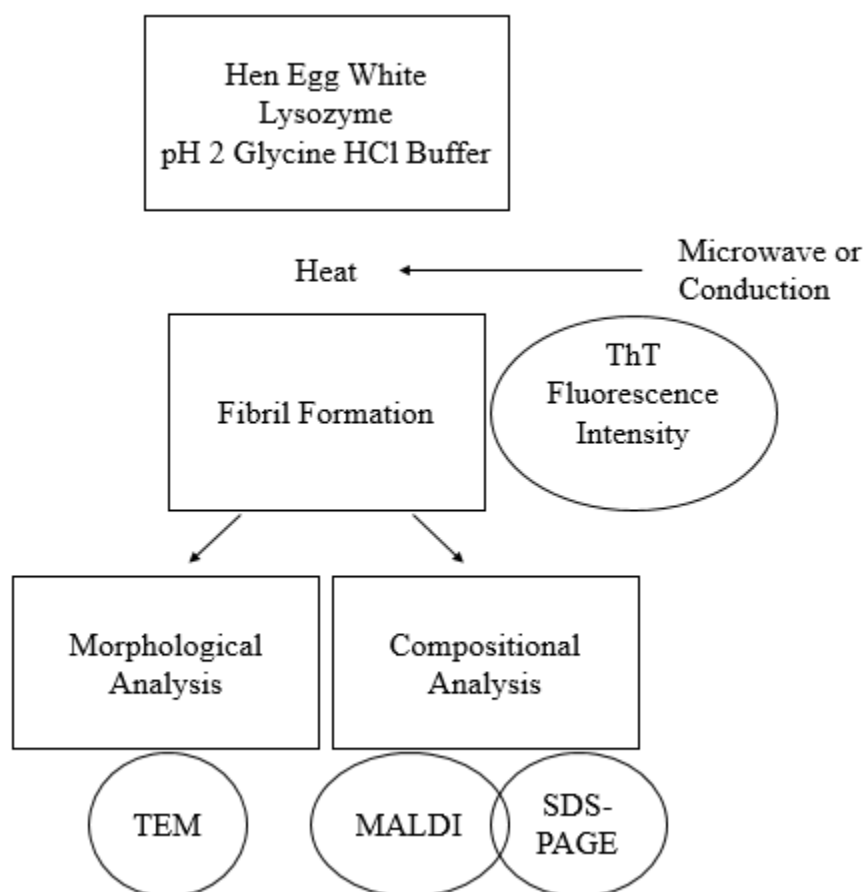 Hen Egg White
Lysozyme
pH 2 Glycine HCl Buffer
Heat
Microwave or
Conduction
Fibril Formation
ThT
Fluorescence
Intensity
Morphological
Analysis
Compositional
Analysis
TEM
MALDI
SDS-
PAGE